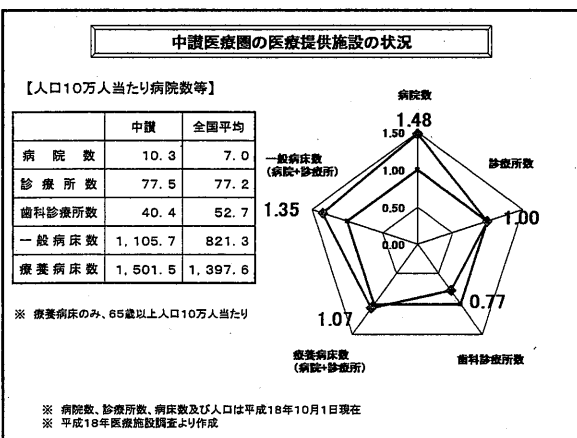 中讃医療圏の医療提供施設の状況
【人口10万人当たり病院数等】
中讃 全国平均
病院数 10.3 7.0
診療所数 77.5 77.2
歯科診療所数 40.4 52.7
一般病床数 1,105.7 821.3
療養病床数 1,501.5 1,397.6
※ 療養病床のみ、65歳以上人口10万人当たり
病院数
1.48
1.50
一般病床数
(病院+診療所)
診療所数
1.00
1.35
0.50
1.00
0.00
0.77
1.07
療養病床数
(病院+診療所)
歯科診療所数
※ 病院数、診療所数、病床数及び人口は平成18年10月1日現在
※ 平成18年医療施設調査より作成